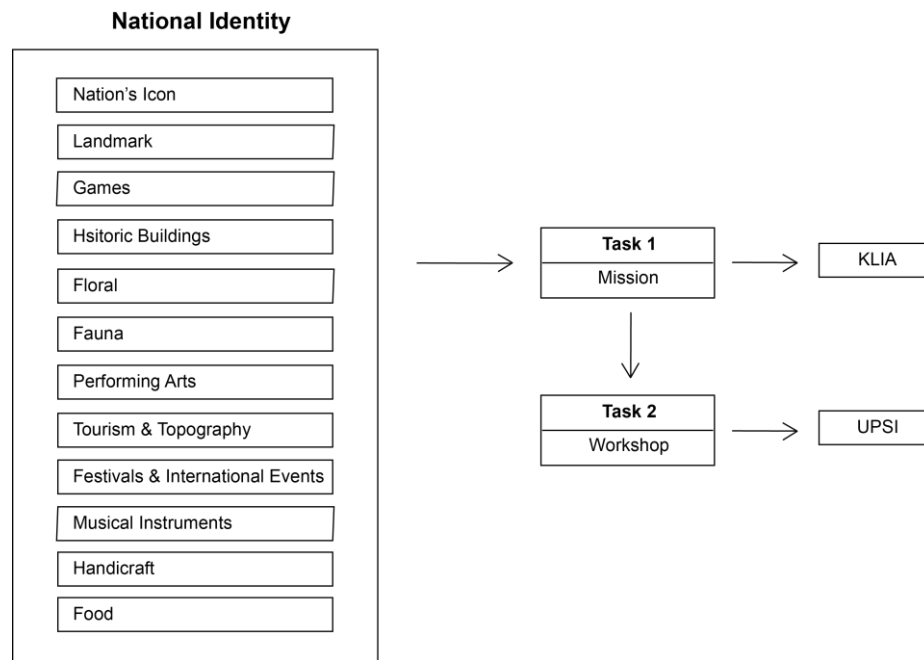 National Identity
Nation's Icon
Landmark
Games
Hsitoric Buildings
Floral
Fauna
Performing Arts
Tourism & Topography
Festivals & International Events
Musical Instruments
Handicraft
Food
Task 1
Mission
KLIA
Task 2
Workshop
UPSI